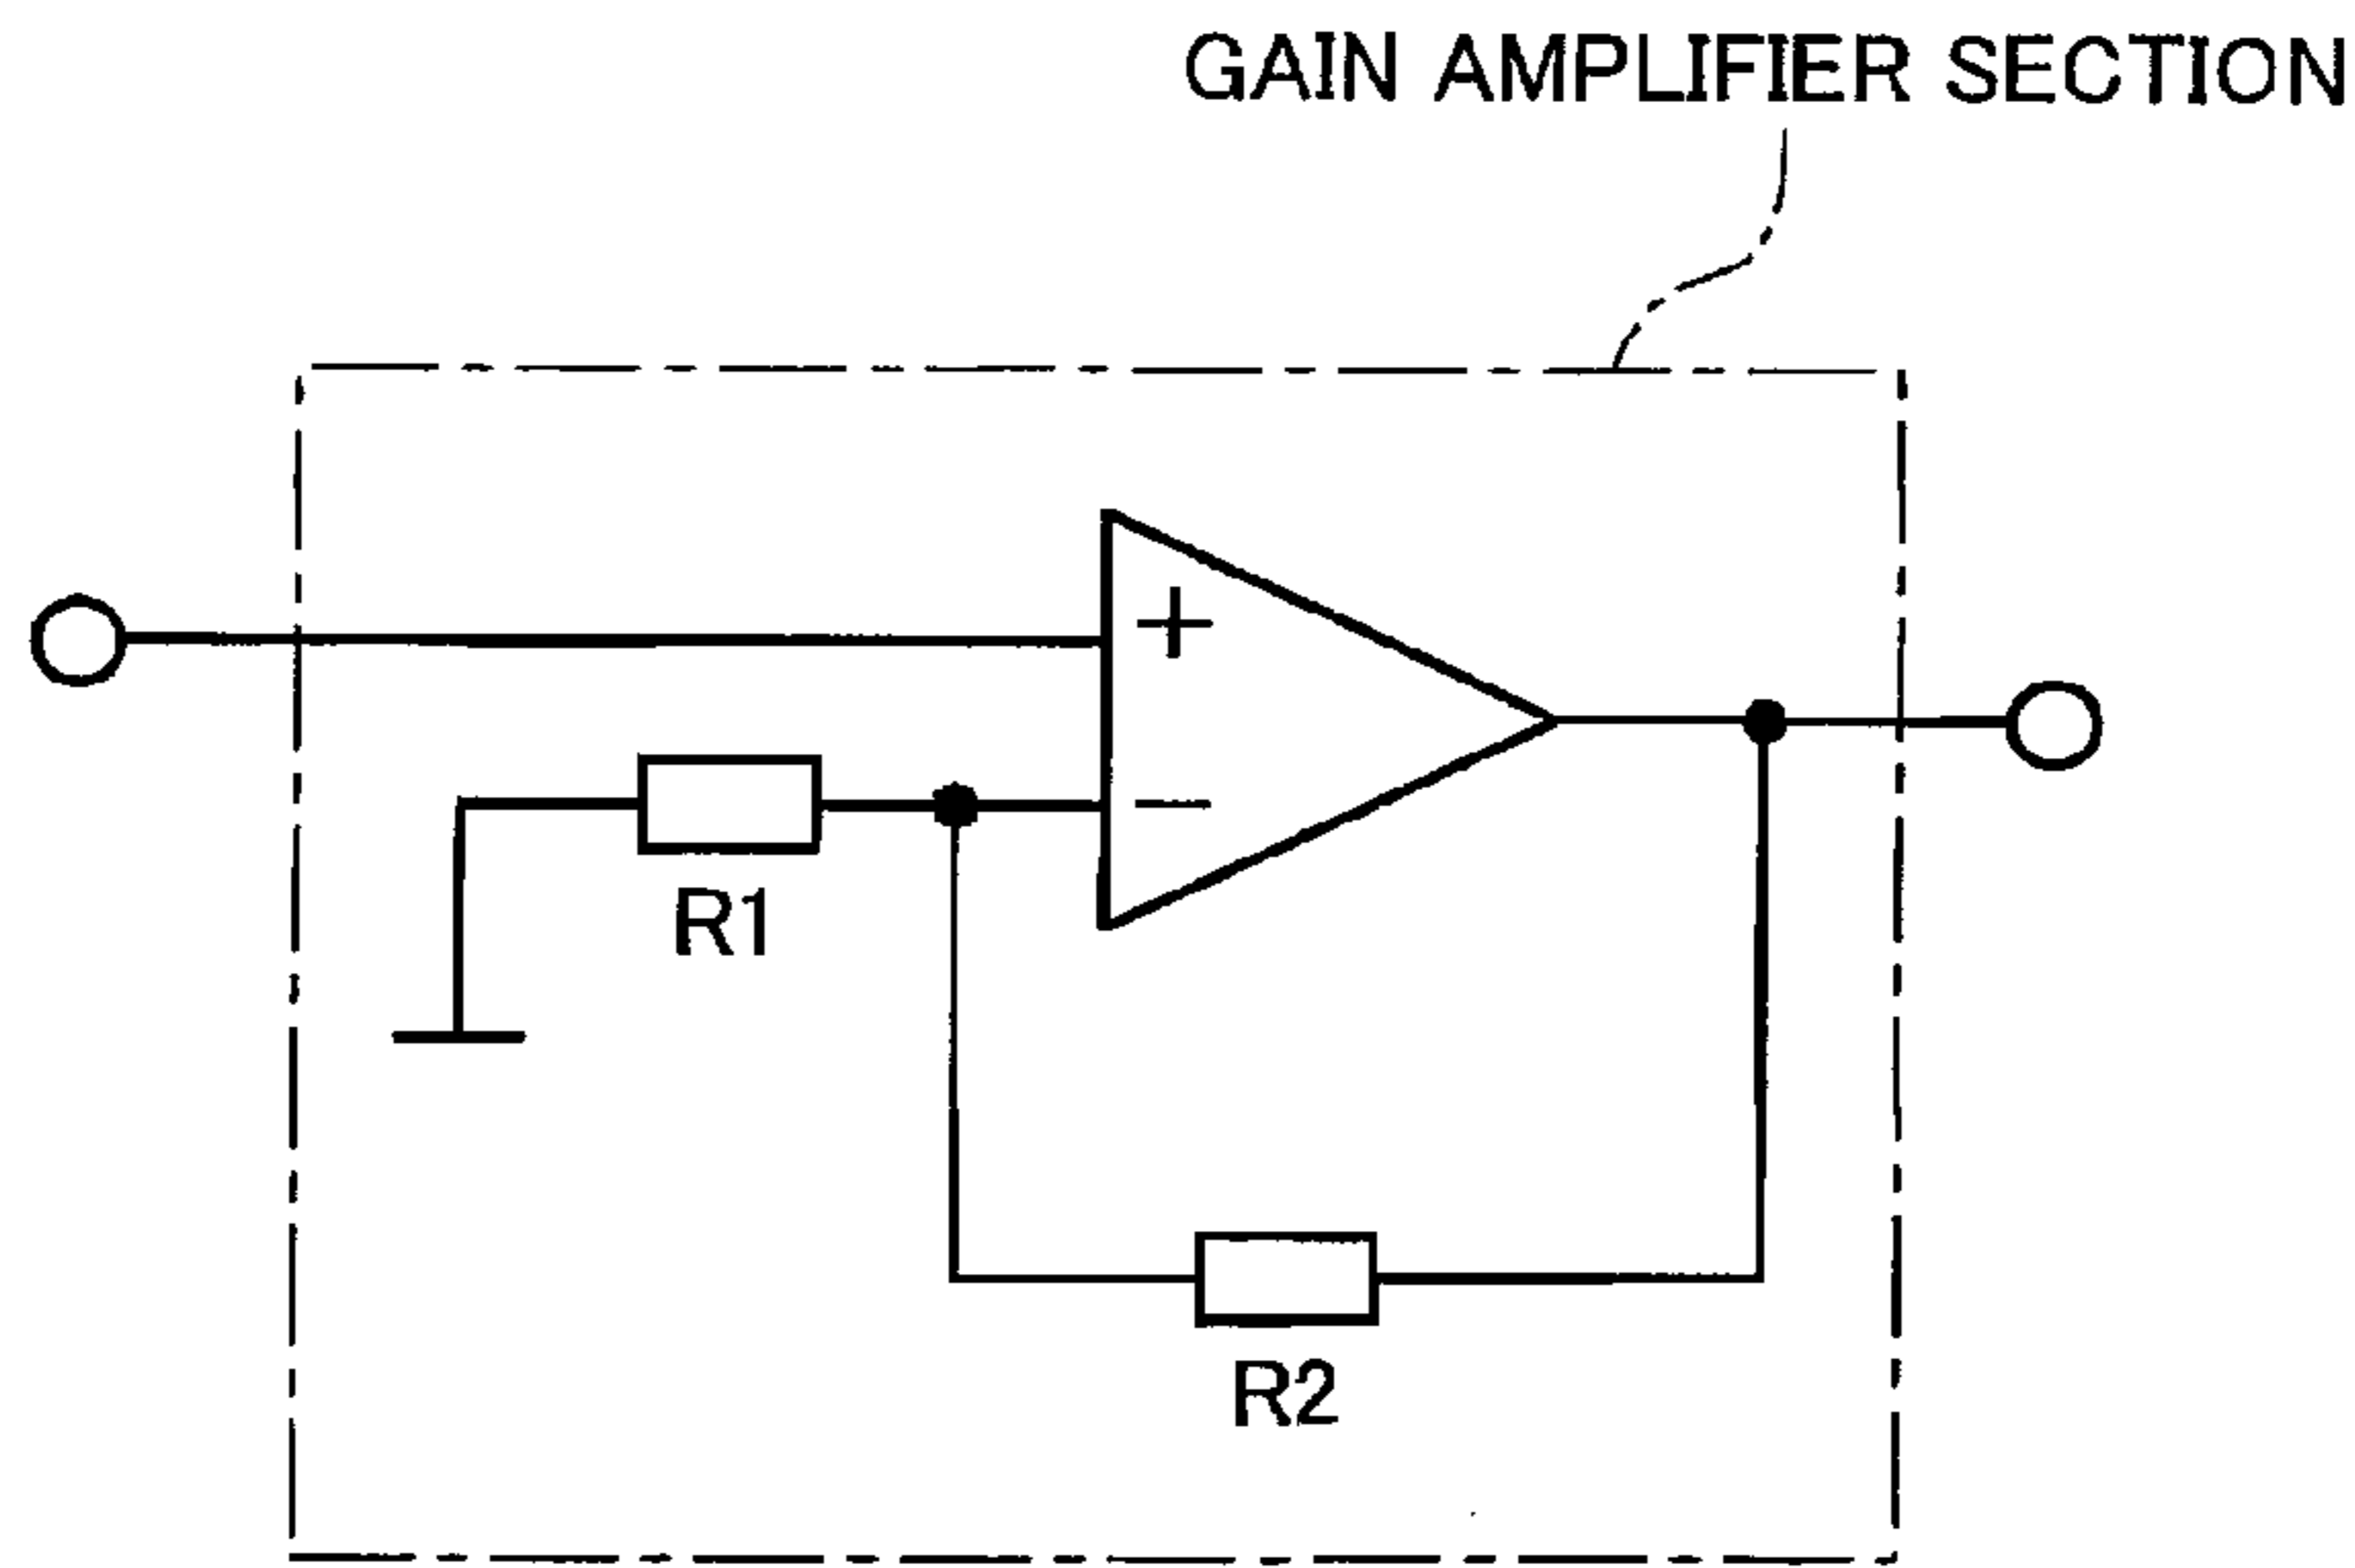 GAIN AMPLIFIER SECTION
+
−
R1
R2